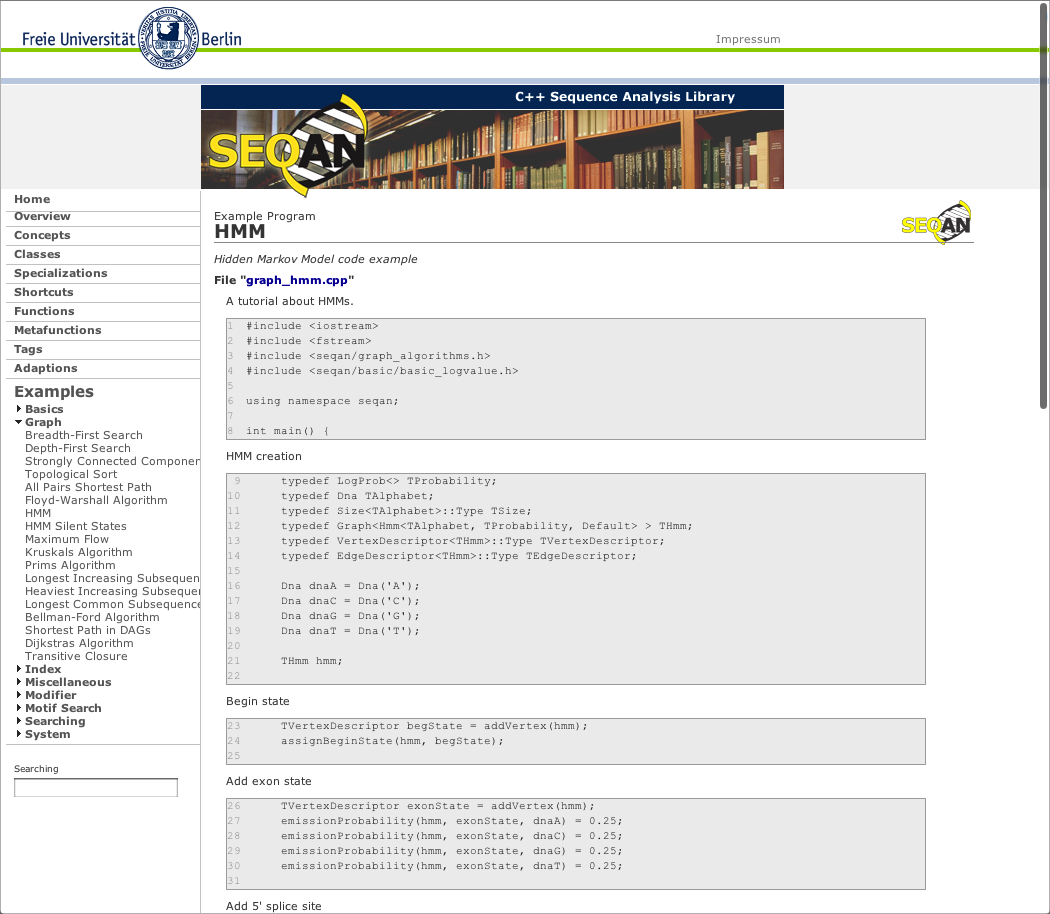 Freie Universität Berlin
Impressum
C++ Sequence Analysis Library
SEQAN
Home
Overview
Concepts
Classes
Specializations
Shortcuts
Functions
Metafunctions
Tags
Adaptions
Examples
Basics
Graph
Breadth-First Search
Depth-First Search
Strongly Connected Componen
Topological Sort
All Pairs Shortest Path
Floyd-Warshall Algorithm
HMM
HMM Silent States
Maximum Flow
Kruskals Algorithm
Prims Algorithm
Longest Increasing Subsequen
Heaviest Increasing Subseque
Longest Common Subsequence
Bellman-Ford Algorithm
Shortest Path in DAGs
Dijkstras Algorithm
Transitive Closure
Index
Miscellaneous
Modifier
Motif Search
Searching
System
Searching
Example Program
HMM
SEQAN
Hidden Markov Model code example
File "graph_hmm.cpp"
A tutorial about HMMs.
1 #include <iostream>
2 #include <fstream>
3 #include <seqan/graph_algorithms.h>
4 #include <seqan/basic/basic_logvalue.h>
5
6 using namespace seqan;
7
8 int main() {
HMM creation
9 typedef LogProb<> TProbability;
10 typedef Dna TAlphabet;
11 typedef Size<TAlphabet>::Type TSize;
12 typedef Graph<Hmm<TAlphabet, TProbability, Default> > THmm;
13 typedef VertexDescriptor<THmm>::Type TVertexDescriptor;
14 typedef EdgeDescriptor<THmm>::Type TEdgeDescriptor;
15
16 Dna dnaA = Dna('A');
17 Dna dnaC = Dna('C');
18 Dna dnaG = Dna('G');
19 Dna dnaT = Dna('T');
20
21 THmm hmm;
22
Begin state
23 TVertexDescriptor begState = addVertex(hmm);
24 assignBeginState(hmm, begState);
25
Add exon state
26 TVertexDescriptor exonState = addVertex(hmm);
27 emissionProbability(hmm, exonState, dnaA) = 0.25;
28 emissionProbability(hmm, exonState, dnaC) = 0.25;
29 emissionProbability(hmm, exonState, dnaG) = 0.25;
30 emissionProbability(hmm, exonState, dnaT) = 0.25;
31
Add 5' splice site